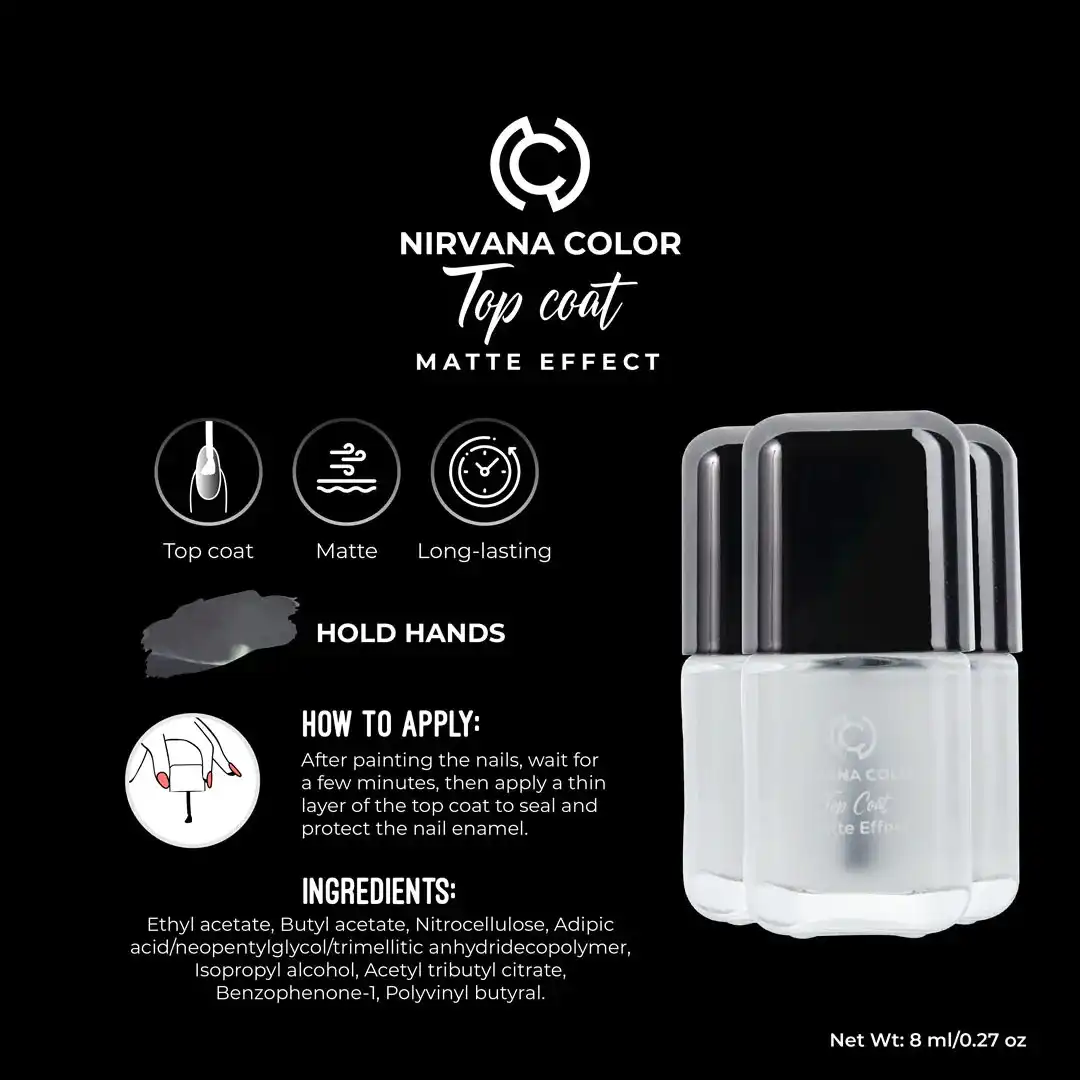 NIRVANA COLOR
Top coat
MATTE EFFECT
Top coat
Matte
Long-lasting
HOLD HANDS
HOW TO APPLY:
After painting the nails, wait for
a few minutes, then apply a thin
layer of the top coat to seal and
protect the nail enamel.
INGREDIENTS:
Ethyl acetate, Butyl acetate, Nitrocellulose, Adipic
acid/neopentylglycol/trimellitic anhydridecopolymer,
Isopropyl alcohol, Acetyl tributyl citrate,
Benzophenone-1, Polyvinyl butyral.
Top Coat
Net Wt: 8 ml/0.27 oz